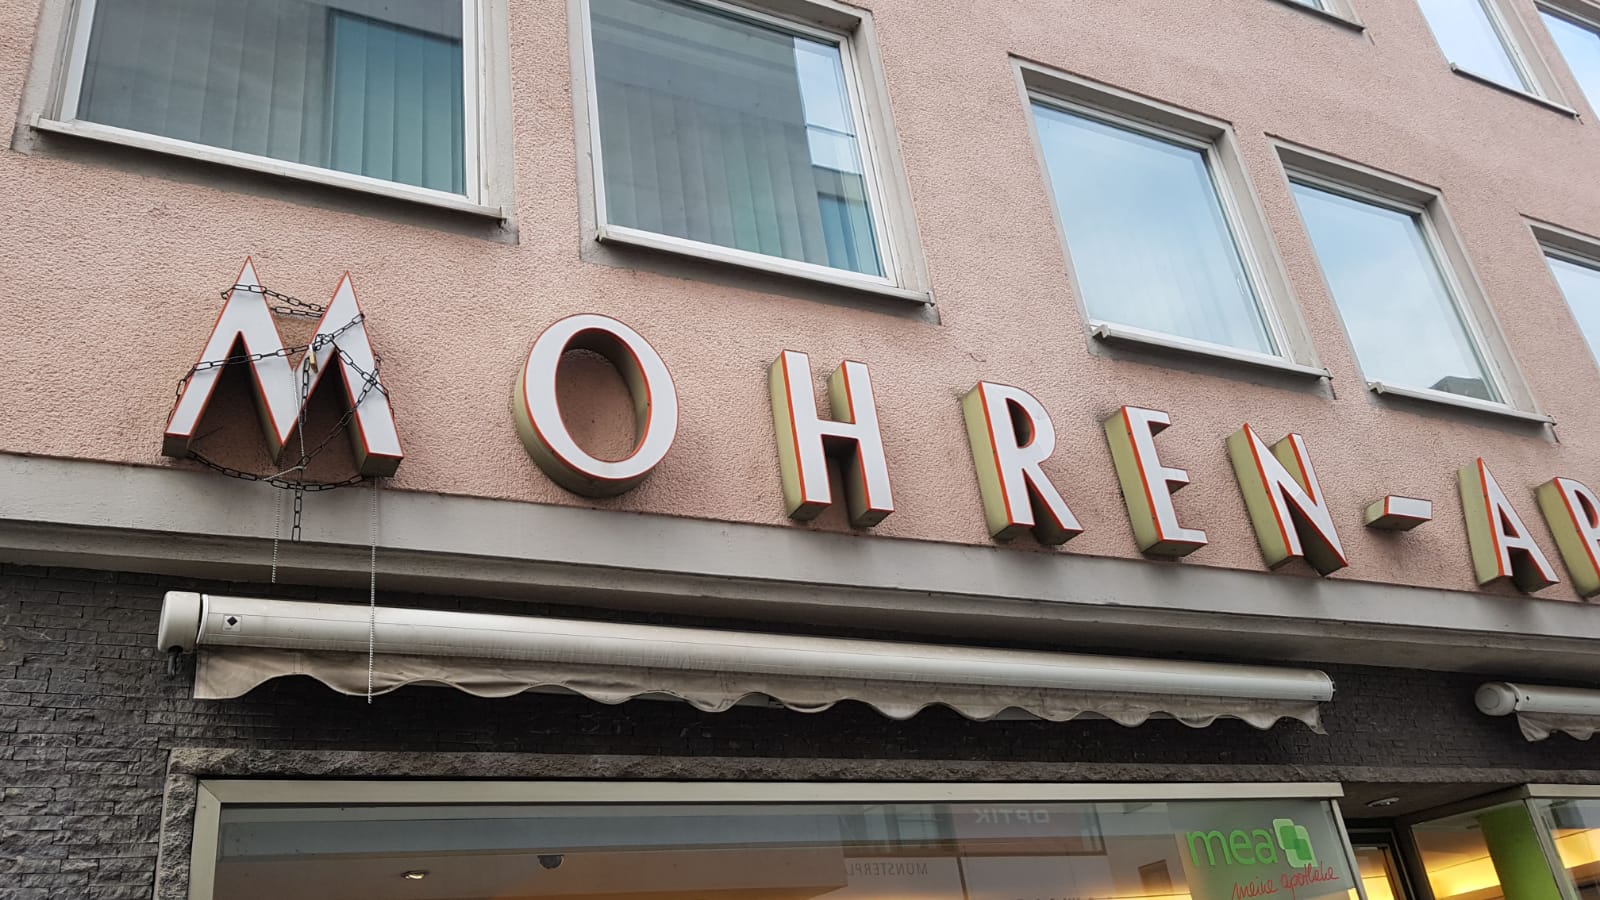 MOHREN-AP
OPTIK
MÜNSTERPL
mea
meine apotheke